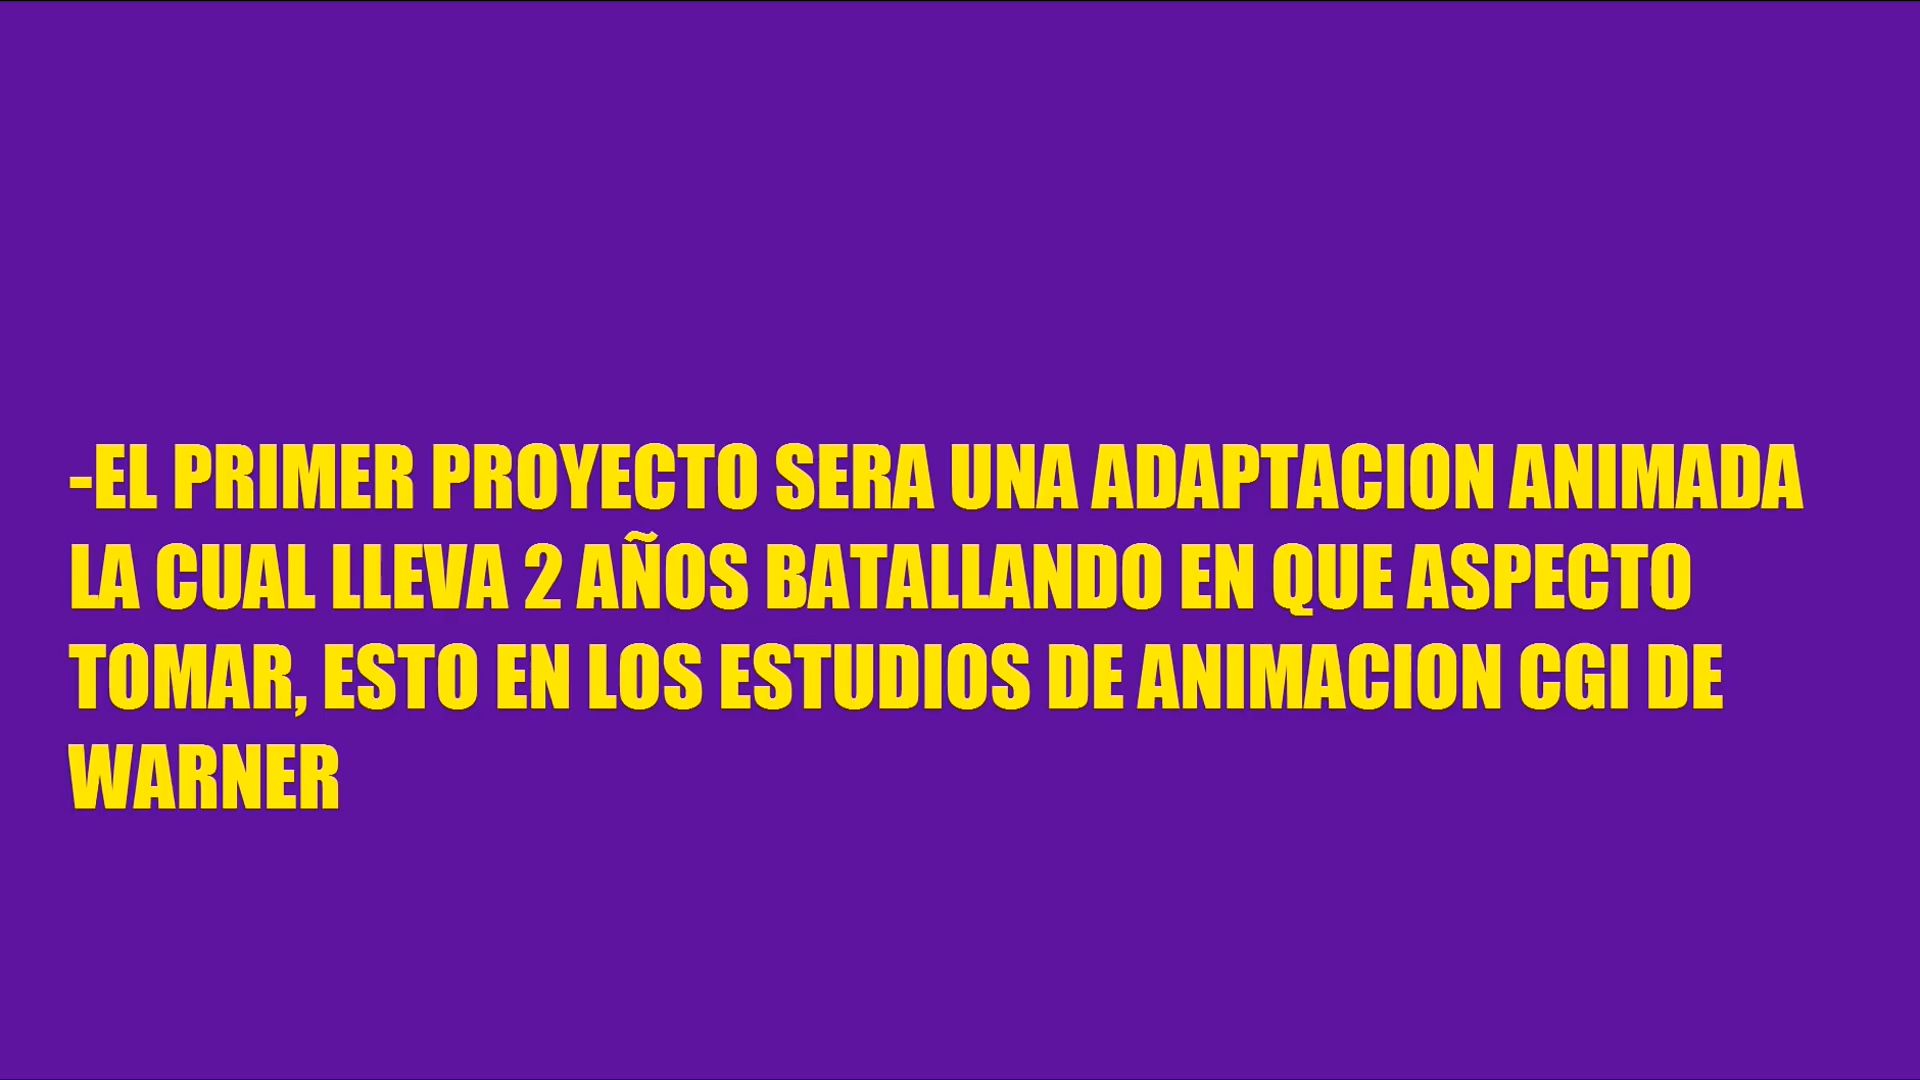 -EL PRIMER PROYECTO SERA UNA ADAPTACION ANIMADA
LA CUAL LLEVA 2 AÑOS BATALLANDO EN QUE ASPECTO
TOMAR, ESTO EN LOS ESTUDIOS DE ANIMACION CGI DE
WARNER